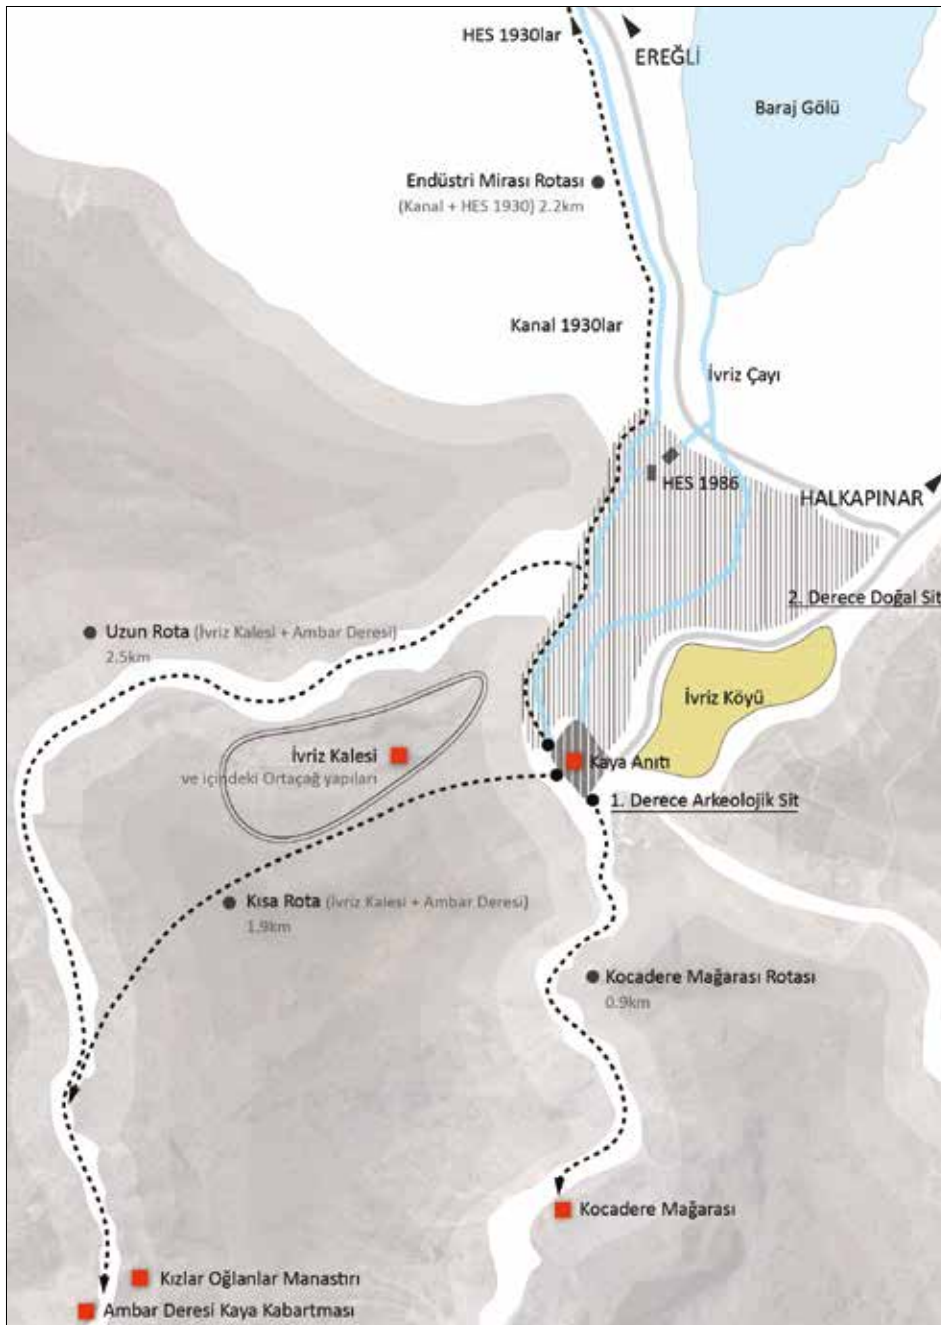 HES 1930lar
EREĞLİ
Baraj Gölü
Endüstri Mirası Rotası
(Kanal + HES 1930) 2.2km
Kanal 1930lar
İvriz Çayı
HES 1986
HALKAPINAR
2. Derece Doğal Sit
Uzun Rota (İvriz Kalesi + Ambar Deresi)
2.5km
İvriz Köyü
İvriz Kalesi
ve içindeki Ortaçağ yapıları
Kaya Anıtı
1. Derece Arkeolojik Sit
Kısa Rota (İvriz Kalesi + Ambar Deresi)
1.9km
Kocadere Mağarası Rotası
0.9km
Kocadere Mağarası
Kızlar Oğlanlar Manastırı
Ambar Deresi Kaya Kabartması